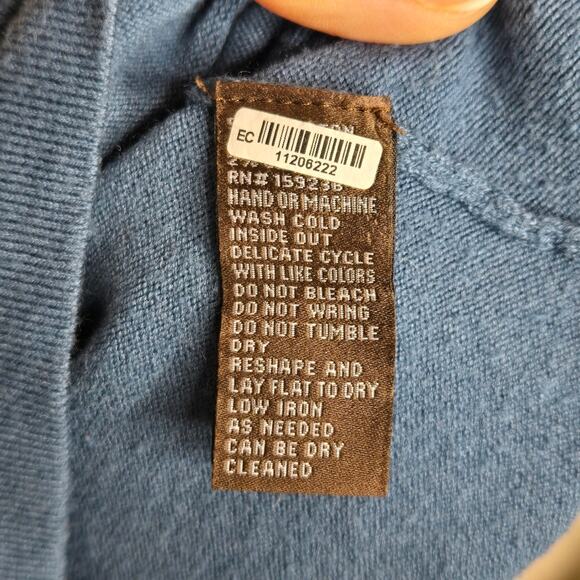 EC
11206222
RN# 159236
HAND OR MACHINE
WASH COLD
INSIDE OUT
DELICATE CYCLE
WITH LIKE COLORS
DO NOT BLEACH
DO NOT WRING
DO NOT TUMBLE
DRY
RESHAPE AND
LAY FLAT TO DRY
LOW IRON
AS NEEDED
CAN BE DRY
CLEANED